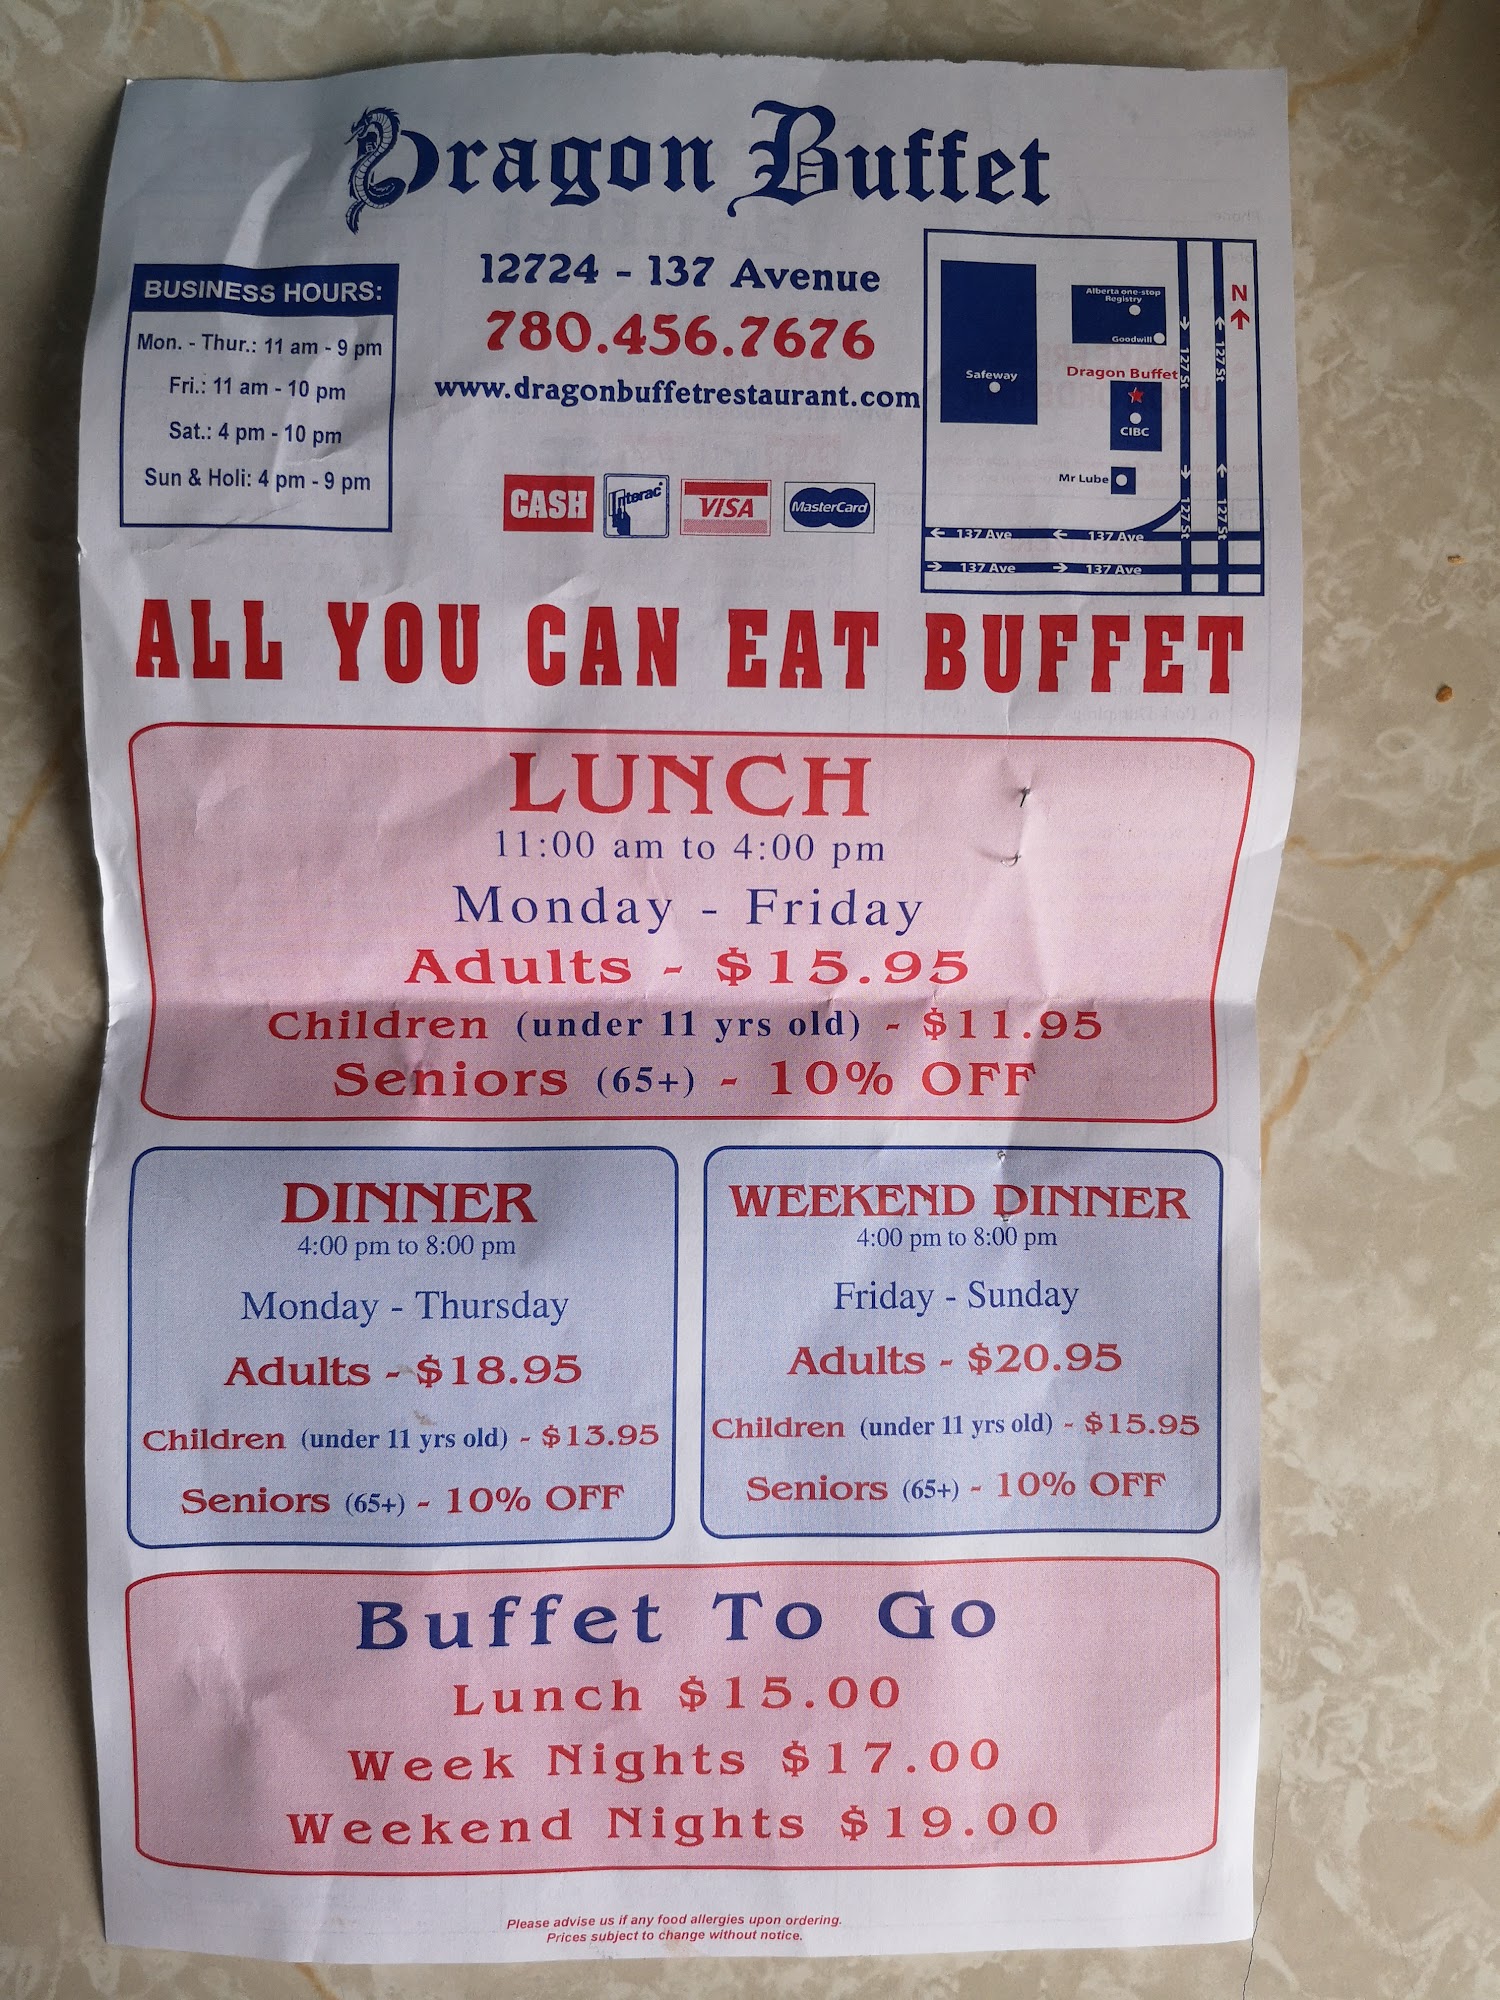 Dragon Buffet
12724 - 137 Avenue
780.456.7676
www.dragonbuffetrestaurant.com
BUSINESS HOURS:
Mon. - Thur.: 11 am - 9 pm
Fri.: 11 am - 10 pm
Sat.: 4 pm - 10 pm
Sun & Holi: 4 pm - 9 pm
CASH
Interac
VISA
MasterCard
Alberta one-stop
Registry
Goodwill
N
Safeway
Dragon Buffet
CIBC
Mr Lube
127 St
127 St
127 St
127 St
137 Ave
137 Ave
137 Ave
137 Ave
ALL YOU CAN EAT BUFFET
LUNCH
11:00 am to 4:00 pm
Monday - Friday
Adults - $15.95
Children (under 11 yrs old) - $11.95
Seniors (65+) - 10% OFF
DINNER
4:00 pm to 8:00 pm
Monday - Thursday
Adults - $18.95
Children (under 11 yrs old) - $13.95
Seniors (65+) - 10% OFF
WEEKEND DINNER
4:00 pm to 8:00 pm
Friday - Sunday
Adults - $20.95
Children (under 11 yrs old) - $15.95
Seniors (65+) - 10% OFF
Buffet To Go
Lunch $15.00
Week Nights $17.00
Weekend Nights $19.00
Please advise us if any food allergies upon ordering.
Prices subject to change without notice.